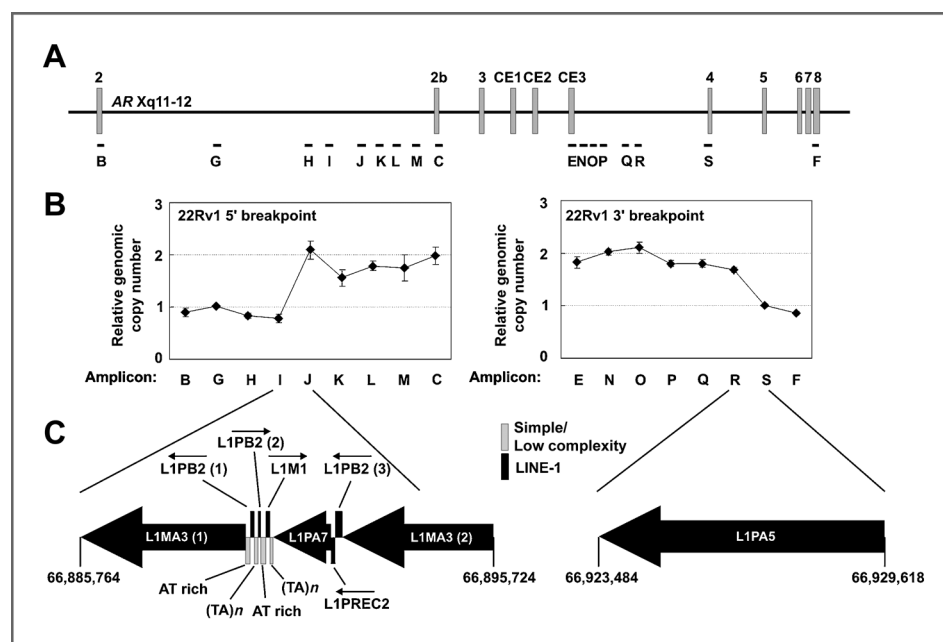 A
2 2b 3 CE1 CE2 CE3 4 5 6 7 8
AR Xq11-12
B G H I J K L M C E N O P Q R S F
B
3
2
1
0
Relative genomic
copy number
22Rv1 5' breakpoint
Amplicon: B G H I J K L M C
3
2
1
0
Relative genomic
copy number
22Rv1 3' breakpoint
Amplicon: E N O P Q R S F
C
Simple/
Low complexity
LINE-1
L1PB2 (2)
L1PB2 (1) L1M1 L1PB2 (3)
L1MA3 (1) L1PA7 L1MA3 (2)
AT rich (TA)n AT rich (TA)n L1PREC2
66,885,764 66,895,724
L1PA5
66,923,484 66,929,618